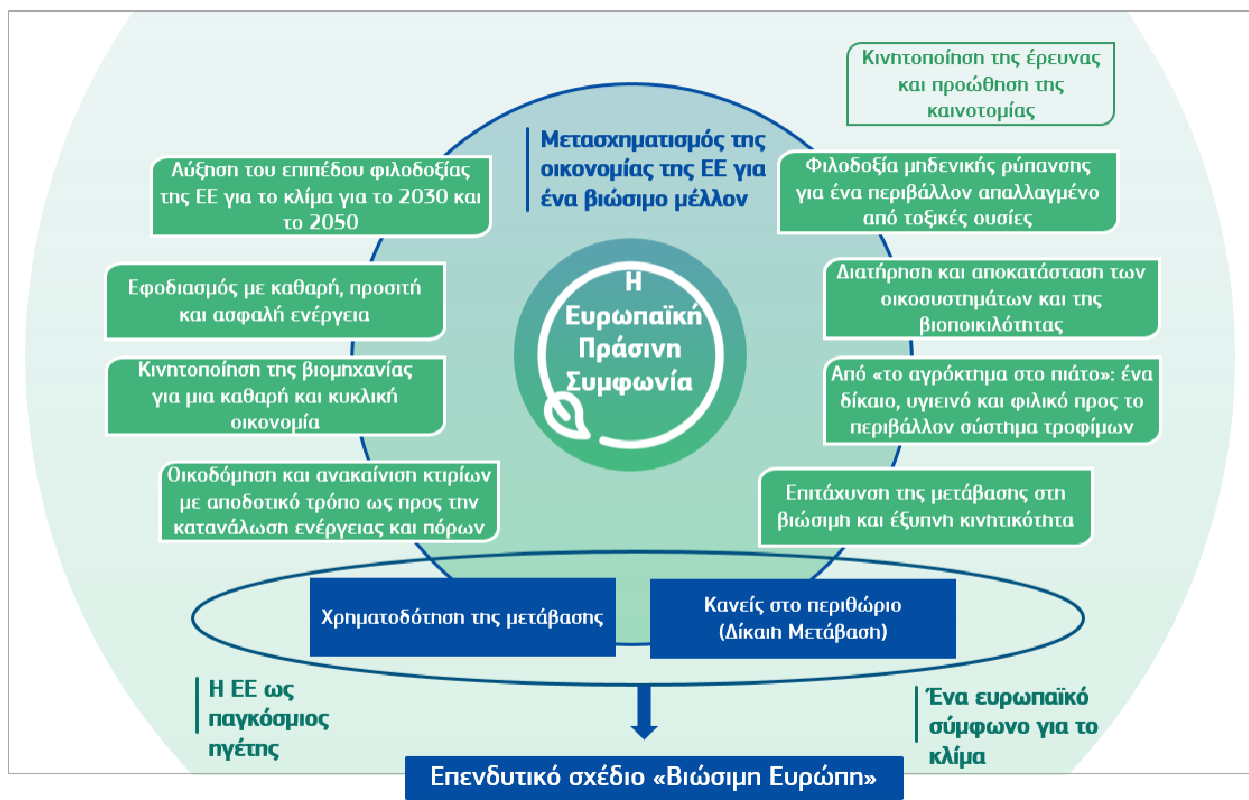 Κινητοποίηση της έρευνας
και προώθηση της
καινοτομίας
Μετασχηματισμός της
οικονομίας της ΕΕ για
ένα βιώσιμο μέλλον
Αύξηση του επιπέδου φιλοδοξίας
της ΕΕ για το κλίμα για το 2030 και
το 2050
Φιλοδοξία μηδενικής ρύπανσης
για ένα περιβάλλον απαλλαγμένο
από τοξικές ουσίες
Εφοδιασμός με καθαρή, προσιτή
και ασφαλή ενέργεια
Η
Ευρωπαϊκή
Πράσινη
Συμφωνία
Διατήρηση και αποκατάσταση των
οικοσυστημάτων και της
βιοποικιλότητας
Κινητοποίηση της βιομηχανίας
για μια καθαρή και κυκλική
οικονομία
Από «το αγρόκτημα στο πιάτο»: ένα
δίκαιο, υγιεινό και φιλικό προς το
περιβάλλον σύστημα τροφίμων
Οικοδόμηση και ανακαίνιση κτιρίων
με αποδοτικό τρόπο ως προς την
κατανάλωση ενέργειας και πόρων
Επιτάχυνση της μετάβασης στη
βιώσιμη και έξυπνη κινητικότητα
Χρηματοδότηση της μετάβασης
Κανείς στο περιθώριο
(Δίκαιη Μετάβαση)
Η ΕΕ ως
παγκόσμιος
ηγέτης
Ένα ευρωπαϊκό
σύμφωνο για το
κλίμα
Επενδυτικό σχέδιο «Βιώσιμη Ευρώπη»